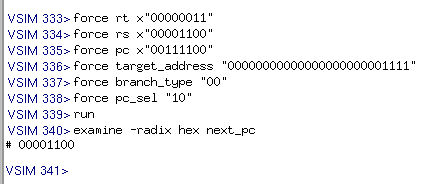 VSIM 333> force rt x"00000011"
VSIM 334> force rs x"00001100"
VSIM 335> force pc x"00111100"
VSIM 336> force target_address "00000000000000000000001111"
VSIM 337> force branch_type "00"
VSIM 338> force pc_sel "10"
VSIM 339> run
VSIM 340> examine -radix hex next_pc
# 00001100
VSIM 341>